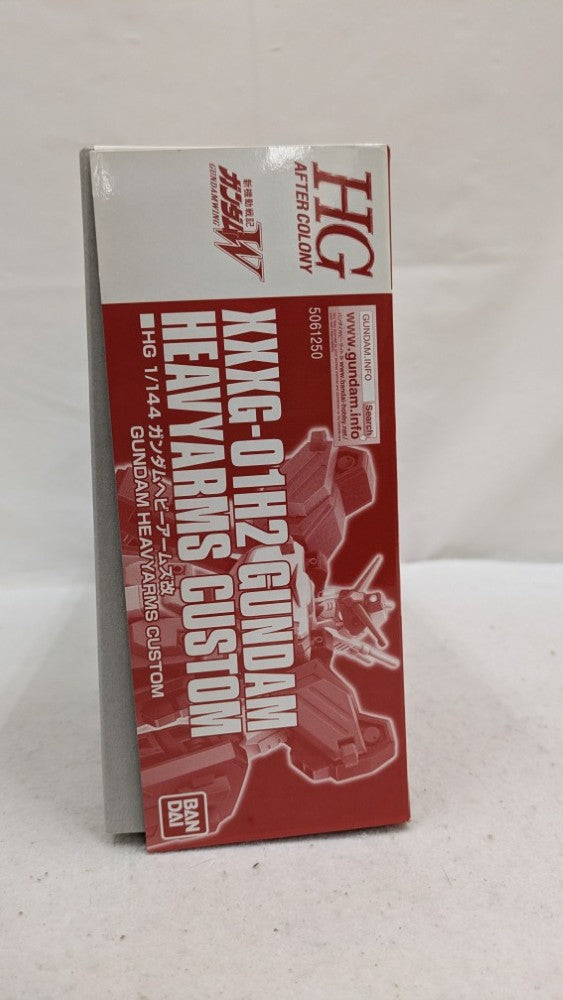 HG
AFTER COLONY
新機動戦記
ガンダムW
GUNDAM WING
5061250
GUNDAM.INFO
www.gundam.info
Search
XXXG-01H2 GUNDAM
HEAVYARMS CUSTOM
■HG 1/144 ガンダムヘビーアームズ改
GUNDAM HEAVYARMS CUSTOM
BAN
DAI